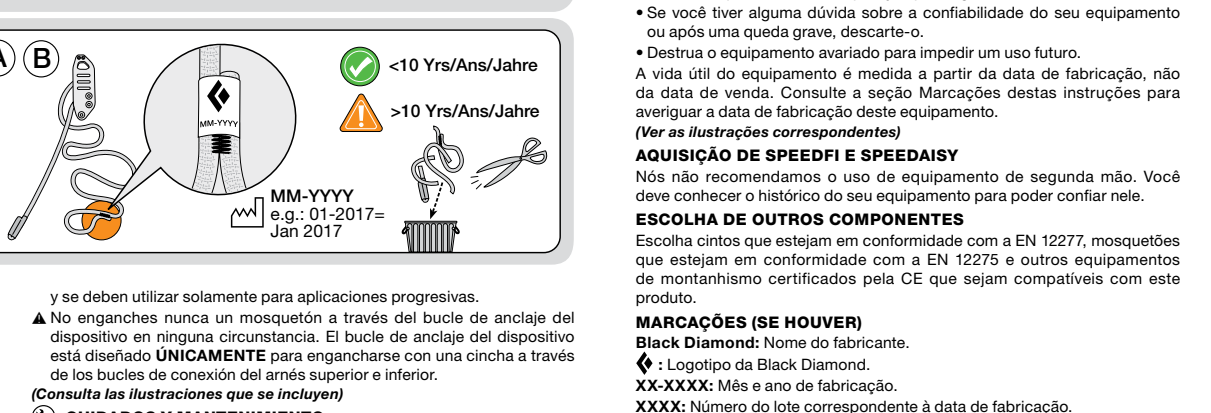 A B
MM-YYYY
<10 Yrs/Ans/Jahre
>10 Yrs/Ans/Jahre
MM-YYYY
e.g.: 01-2017=
Jan 2017
y se deben utilizar solamente para aplicaciones progresivas.
No enganches nunca un mosquetón a través del bucle de anclaje del
dispositivo en ninguna circunstancia. El bucle de anclaje del dispositivo
está diseñado ÚNICAMENTE para engancharse con una cincha a través
de los bucles de conexión del arnés superior e inferior.
(Consulta las ilustraciones que se incluyen)
• Se você tiver alguma dúvida sobre a confiabilidade do seu equipamento
ou após uma queda grave, descarte-o.
• Destrua o equipamento avariado para impedir um uso futuro.
A vida útil do equipamento é medida a partir da data de fabricação, não
da data de venda. Consulte a seção Marcações destas instruções para
averiguar a data de fabricação deste equipamento.
(Ver as ilustrações correspondentes)
AQUISIÇÃO DE SPEEDFI E SPEEDAISY
Nós não recomendamos o uso de equipamento de segunda mão. Você
deve conhecer o histórico do seu equipamento para poder confiar nele.
ESCOLHA DE OUTROS COMPONENTES
Escolha cintos que estejam em conformidade com a EN 12277, mosquetões
que estejam em conformidade com a EN 12275 e outros equipamentos
de montanhismo certificados pela CE que sejam compatíveis com este
produto.
MARCAÇÕES (SE HOUVER)
Black Diamond: Nome do fabricante.
: Logotipo da Black Diamond.
XX-XXXX: Mês e ano de fabricação.
XXXX: Número do lote correspondente à data de fabricação.